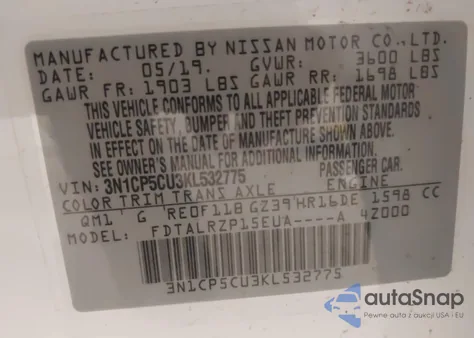 MANUFACTURED BY NISSAN MOTOR CO.,LTD.
DATE: 05/19. GVWR: 3600 LBS
GAWR FR: 1903 LBS GAWR RR: 1698 LBS
THIS VEHICLE CONFORMS TO ALL APPLICABLE FEDERAL MOTOR
VEHICLE SAFETY, BUMPER AND THEFT PREVENTION STANDARDS
IN EFFECT ON THE DATE OF MANUFACTURE SHOWN ABOVE.
SEE OWNER'S MANUAL FOR ADDITIONAL INFORMATION.
VIN: 3N1CP5CU3KL532775 PASSENGER CAR.
COLOR TRIM TRANS AXLE ENGINE
QM1 G RE0F11B GZ39 HR16DE 1598 CC
MODEL: FDTALRZP15EUA----A 4Z000
3N1CP5CU3KL532775
autoSnap
Pewne auto z USA i EU